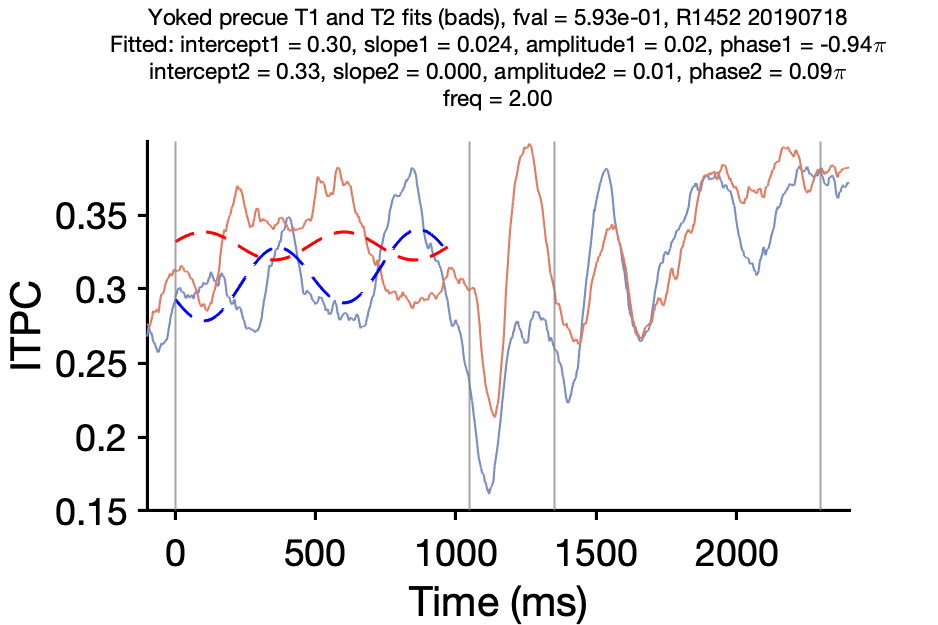 Yoked precue T1 and T2 fits (bads), fval = 5.93e-01, R1452 20190718
Fitted: intercept1 = 0.30, slope1 = 0.024, amplitude1 = 0.02, phase1 = -0.94π
intercept2 = 0.33, slope2 = 0.000, amplitude2 = 0.01, phase2 = 0.09π
freq = 2.00
ITPC
0.35
0.3
0.25
0.2
0.15
0 500 1000 1500 2000
Time (ms)